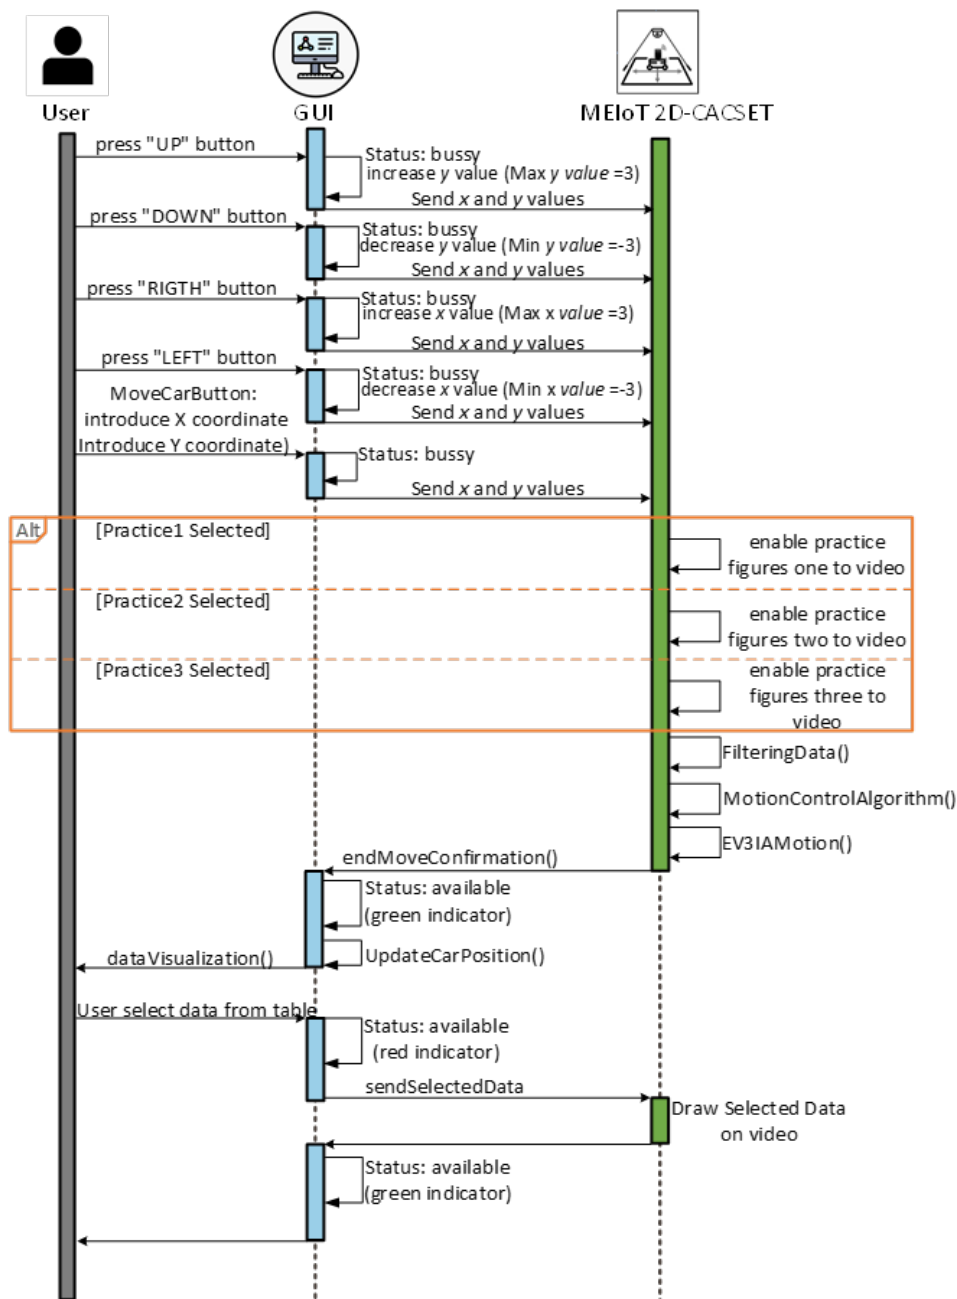 User
GUI
MEIoT 2D-CACSET
press "UP" button
Status: bussy
increase y value (Max y value =3)
Send x and y values
press "DOWN" button
Status: bussy
decrease y value (Min y value =-3)
Send x and y values
press "RIGTH" button
Status: bussy
increase x value (Max x value =3)
Send x and y values
press "LEFT" button
Status: bussy
decrease x value (Min x value =-3)
Send x and y values
MoveCarButton:
introduce X coordinate
Introduce Y coordinate)
Status: bussy
Send x and y values
Alt
[Practice1 Selected]
enable practice
figures one to video
[Practice2 Selected]
enable practice
figures two to video
[Practice3 Selected]
enable practice
figures three to
video
FilteringData()
MotionControlAlgorithm()
EV3IAMotion()
endMoveConfirmation()
Status: available
(green indicator)
UpdateCarPosition()
dataVisualization()
User select data from table
Status: available
(red indicator)
sendSelectedData
Draw Selected Data
on video
Status: available
(green indicator)